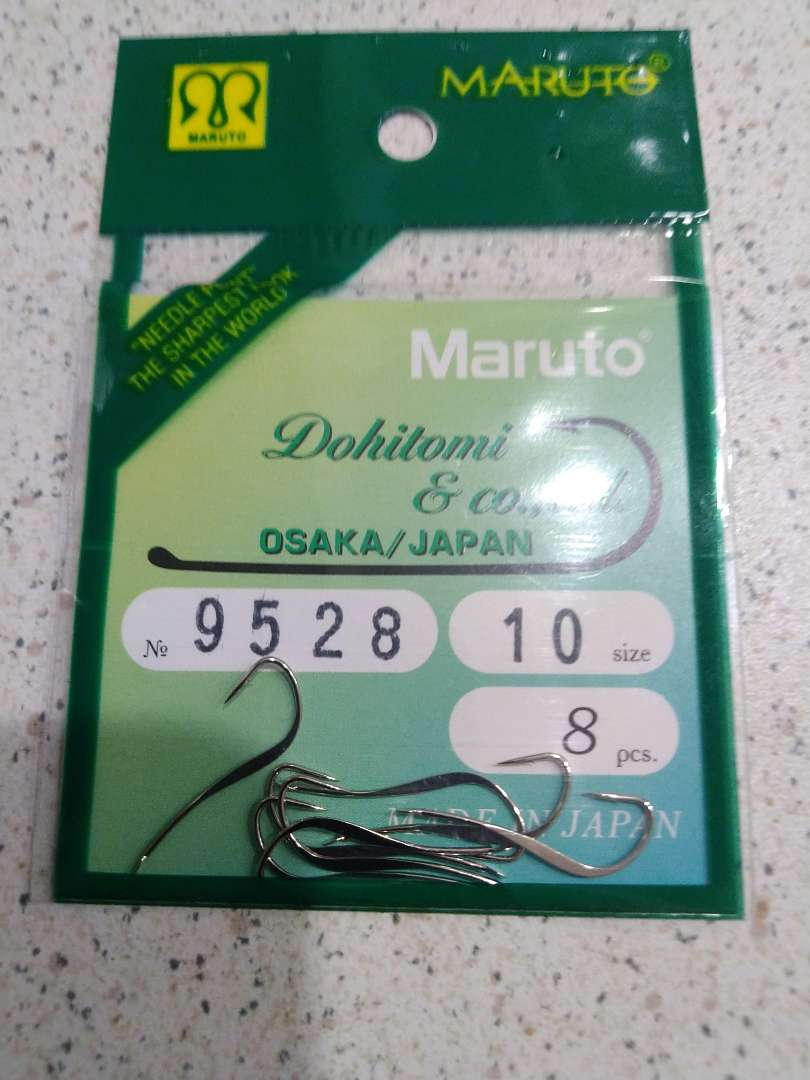 MARUTO
MARUTO®
"NEEDLE
THE SHARPEST
IN THE WORLD"
Maruto®
Dohitomi
& co.,
OSAKA/JAPAN
№ 9528
10 size
8 pcs.
MADE IN JAPAN